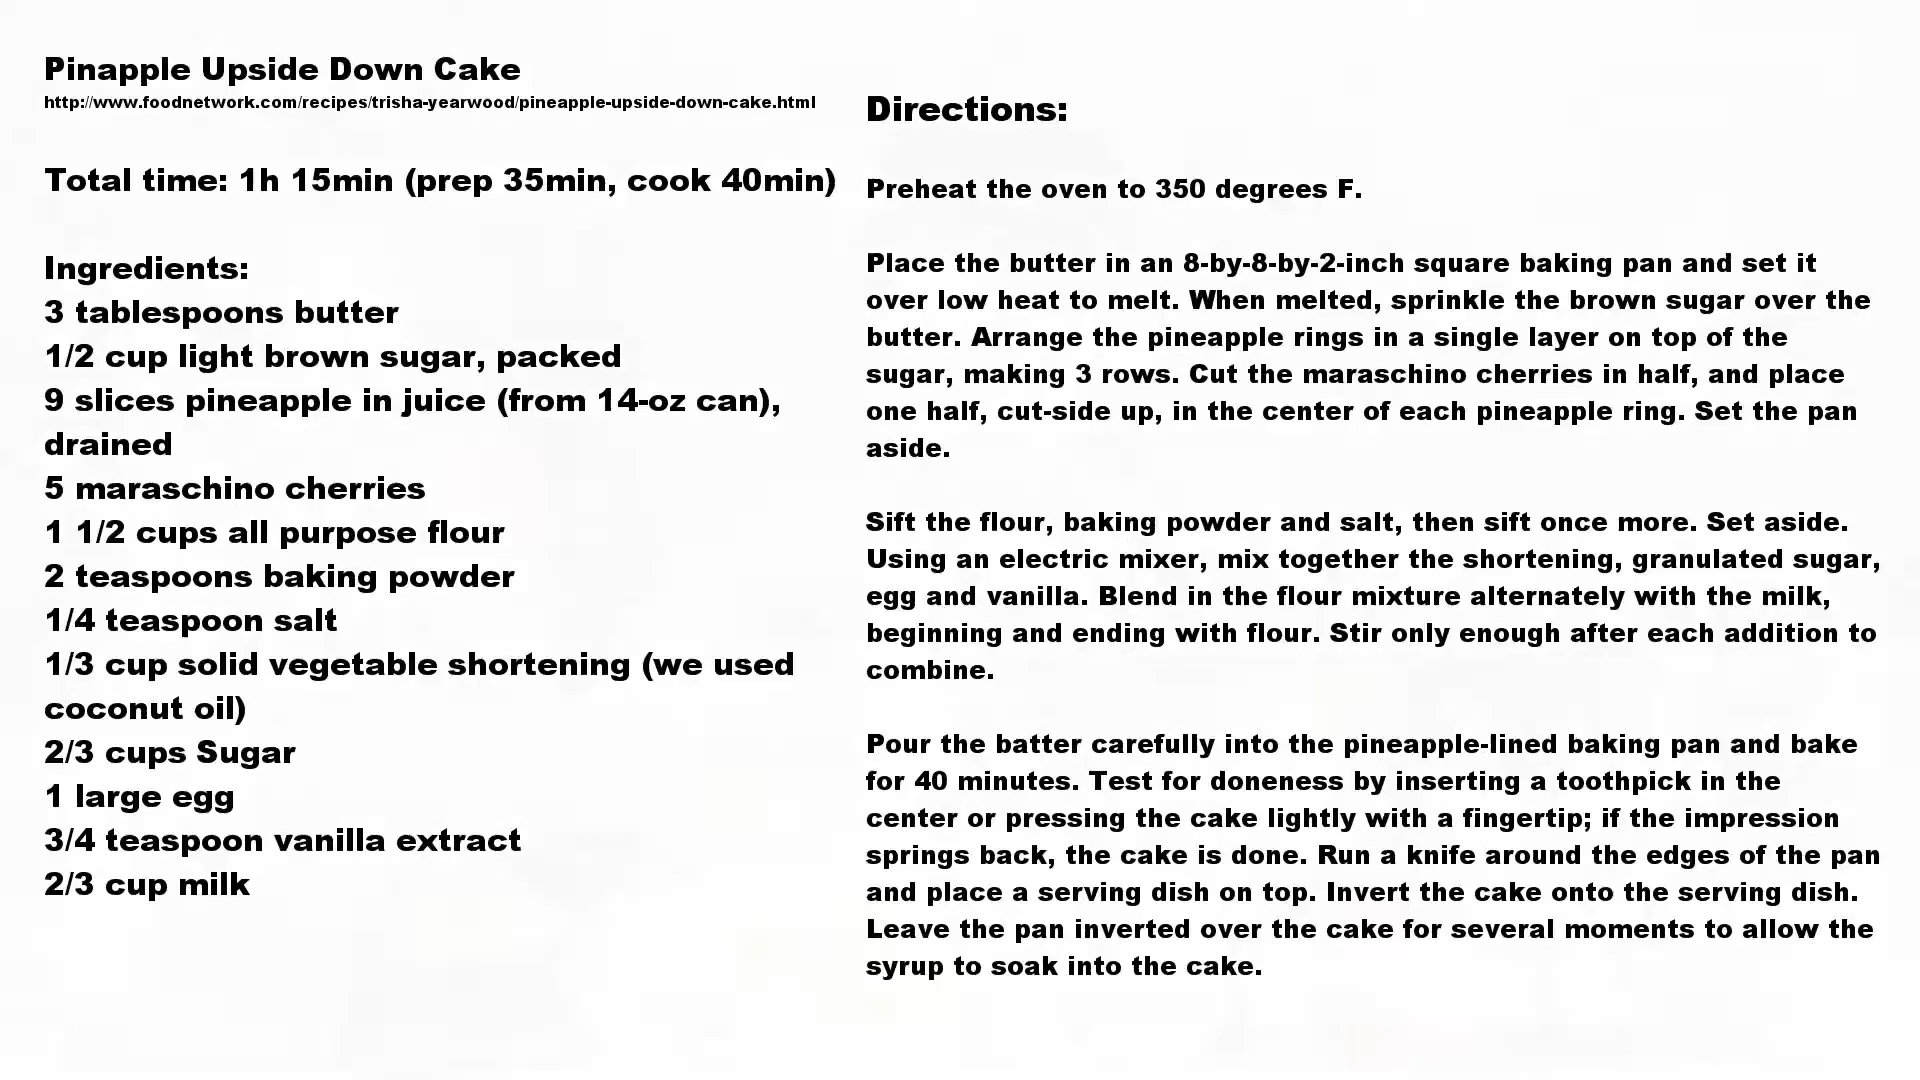 Pinapple Upside Down Cake
http://www.foodnetwork.com/recipes/trisha-yearwood/pineapple-upside-down-cake.html
Total time: 1h 15min (prep 35min, cook 40min)
Ingredients:
3 tablespoons butter
1/2 cup light brown sugar, packed
9 slices pineapple in juice (from 14-oz can),
drained
5 maraschino cherries
1 1/2 cups all purpose flour
2 teaspoons baking powder
1/4 teaspoon salt
1/3 cup solid vegetable shortening (we used
coconut oil)
2/3 cups Sugar
1 large egg
3/4 teaspoon vanilla extract
2/3 cup milk
Directions:
Preheat the oven to 350 degrees F.
Place the butter in an 8-by-8-by-2-inch square baking pan and set it
over low heat to melt. When melted, sprinkle the brown sugar over the
butter. Arrange the pineapple rings in a single layer on top of the
sugar, making 3 rows. Cut the maraschino cherries in half, and place
one half, cut-side up, in the center of each pineapple ring. Set the pan
aside.
Sift the flour, baking powder and salt, then sift once more. Set aside.
Using an electric mixer, mix together the shortening, granulated sugar,
egg and vanilla. Blend in the flour mixture alternately with the milk,
beginning and ending with flour. Stir only enough after each addition to
combine.
Pour the batter carefully into the pineapple-lined baking pan and bake
for 40 minutes. Test for doneness by inserting a toothpick in the
center or pressing the cake lightly with a fingertip; if the impression
springs back, the cake is done. Run a knife around the edges of the pan
and place a serving dish on top. Invert the cake onto the serving dish.
Leave the pan inverted over the cake for several moments to allow the
syrup to soak into the cake.